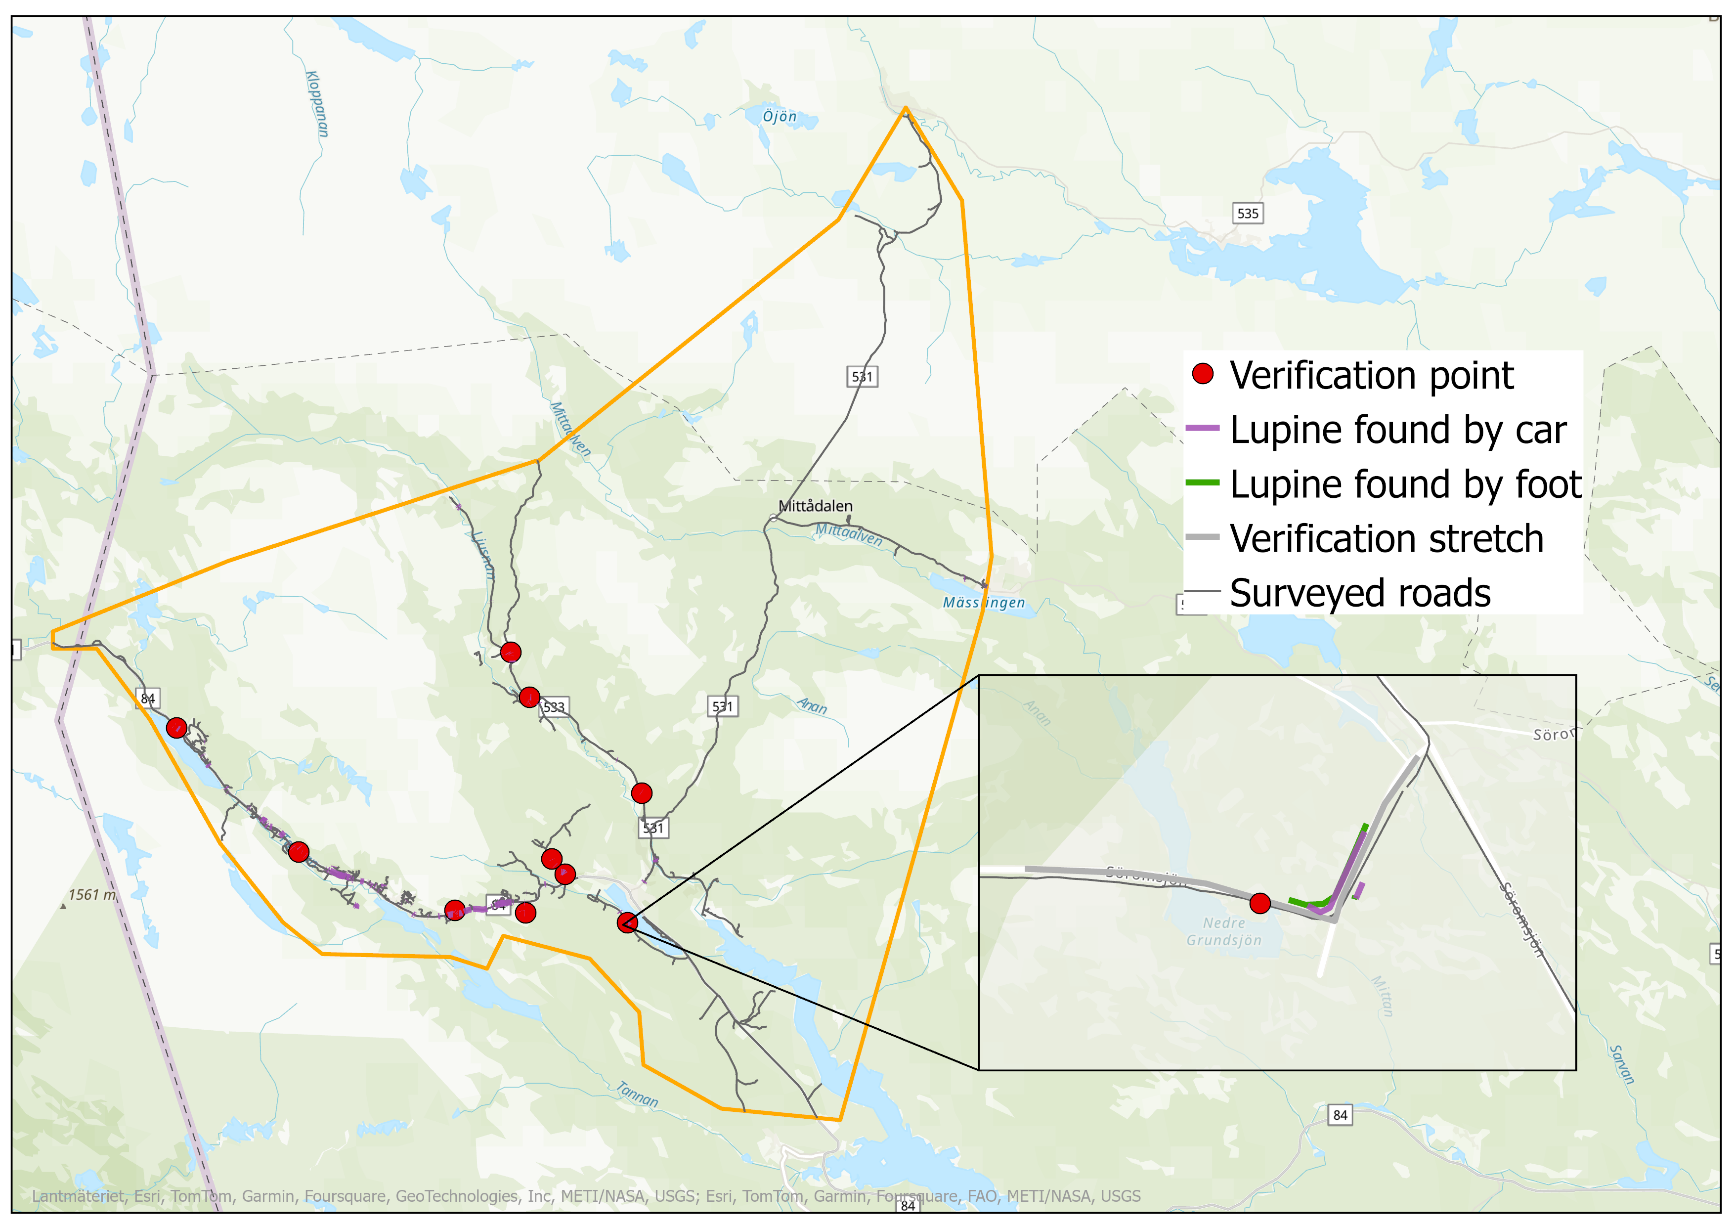 Kloppanan
Öjön
535
531
Mittaälven
Verification point
Lupine found by car
Lupine found by foot
Verification stretch
Surveyed roads
Mittådalen
Mittaälven
Ljusnan
Mässlingen
84
533
531
Anan
Anan
531
84
1561 m
Söromsjön
Söromsjön
Nedre
Grundsjön
Mittan
Sarvan
Tannan
84
84
Lantmäteriet, Esri, TomTom, Garmin, Foursquare, GeoTechnologies, Inc, METI/NASA, USGS; Esri, TomTom, Garmin, Foursquare, FAO, METI/NASA, USGS